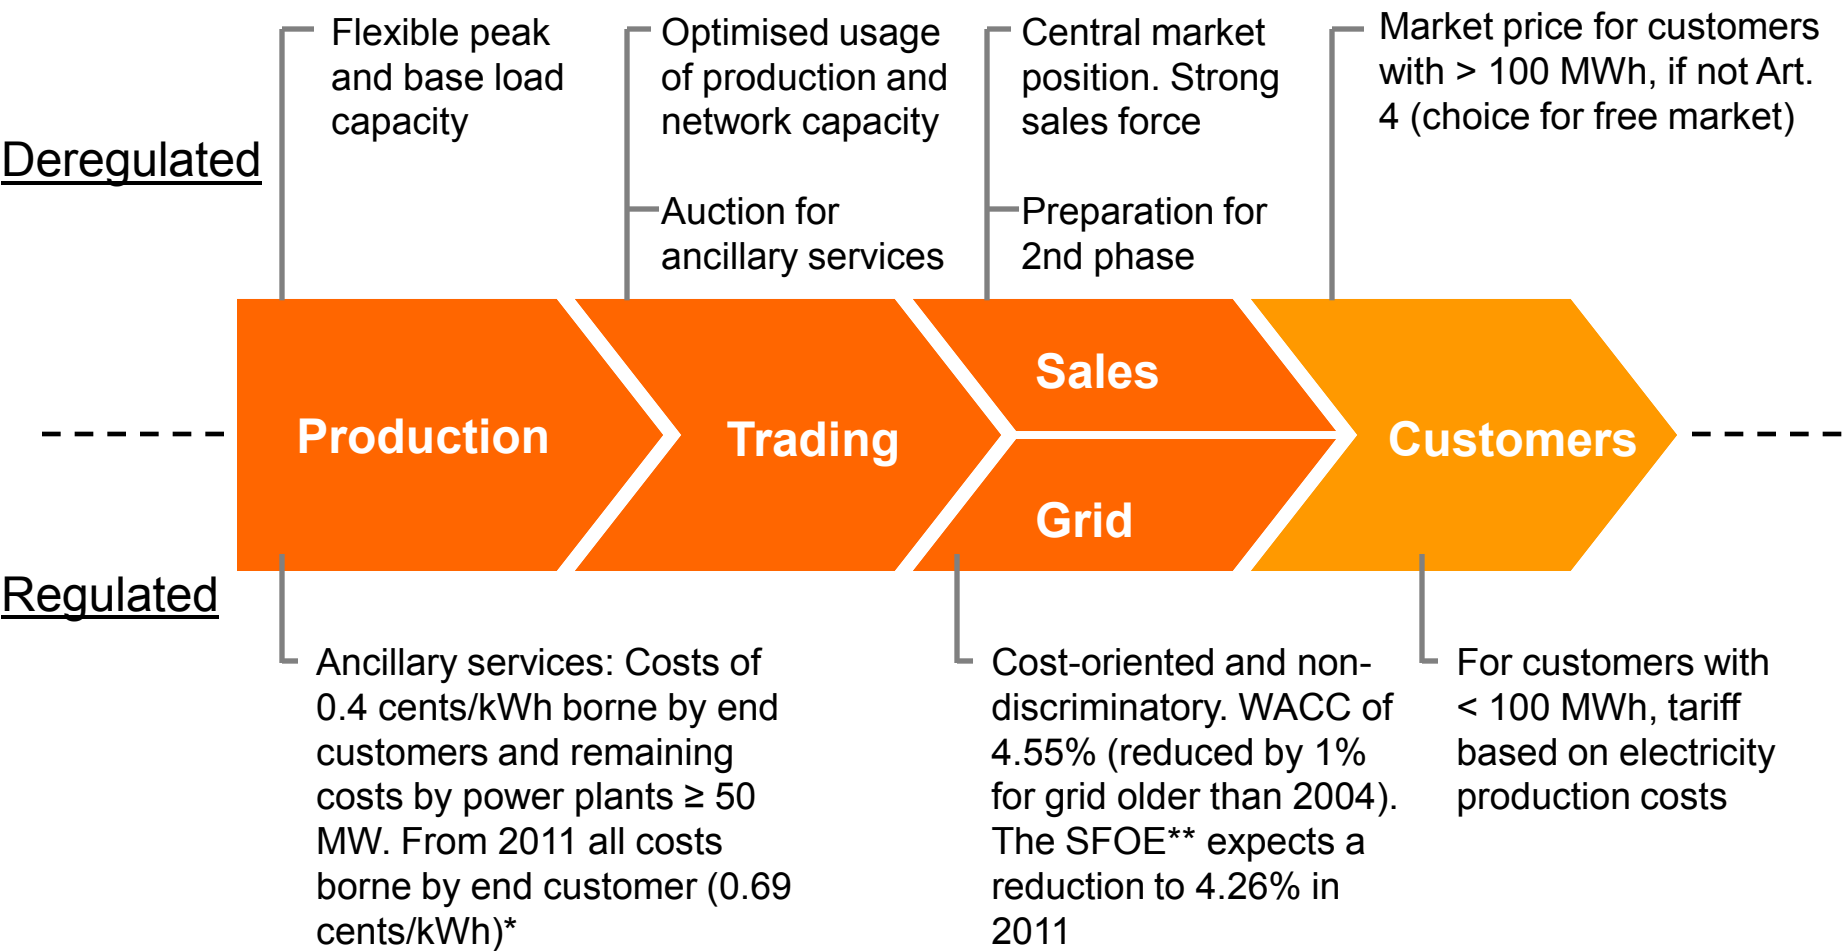 Flexible peak
and base load
capacity
Optimised usage
of production and
network capacity
Auction for
ancillary services
Central market
position. Strong
sales force
Preparation for
2nd phase
Market price for customers
with > 100 MWh, if not Art.
4 (choice for free market)
Deregulated
Production
Trading
Sales
Grid
Customers
Regulated
Ancillary services: Costs of
0.4 cents/kWh borne by end
customers and remaining
costs by power plants ≥ 50
MW. From 2011 all costs
borne by end customer (0.69
cents/kWh)*
Cost-oriented and non-
discriminatory. WACC of
4.55% (reduced by 1%
for grid older than 2004).
The SFOE** expects a
reduction to 4.26% in
2011
For customers with
< 100 MWh, tariff
based on electricity
production costs